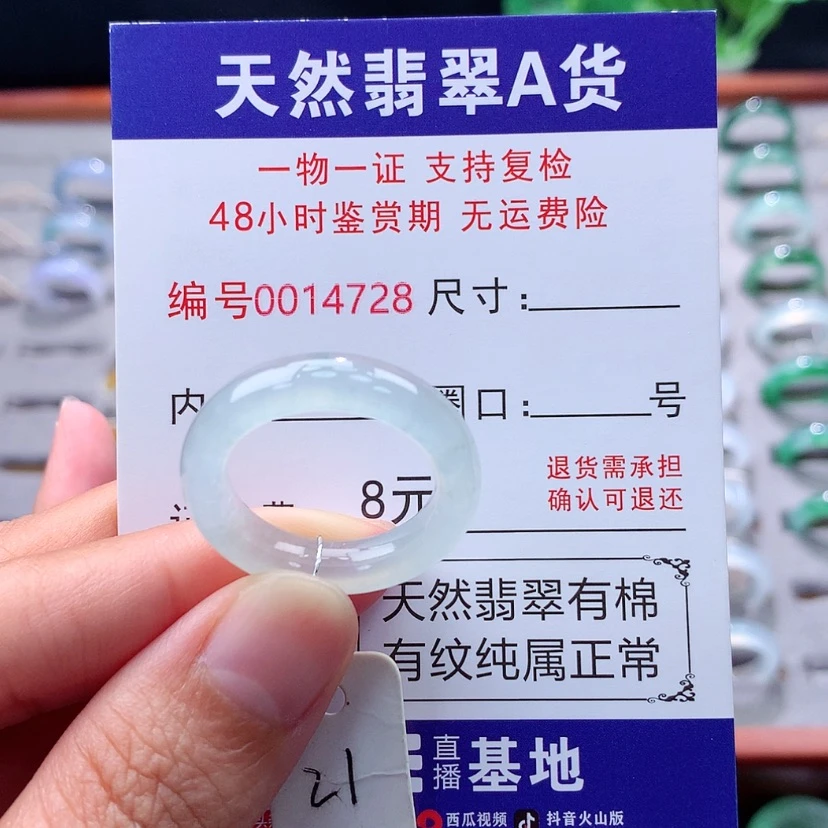 天然翡翠A货
一物一证 支持复检
48小时鉴赏期 无运费险
编号0014728 尺寸:
内 圈口: 号
费 8元 退货需承担
确认可退还
天然翡翠有棉
有纹纯属正常
直播基地
西瓜视频 抖音火山版
21